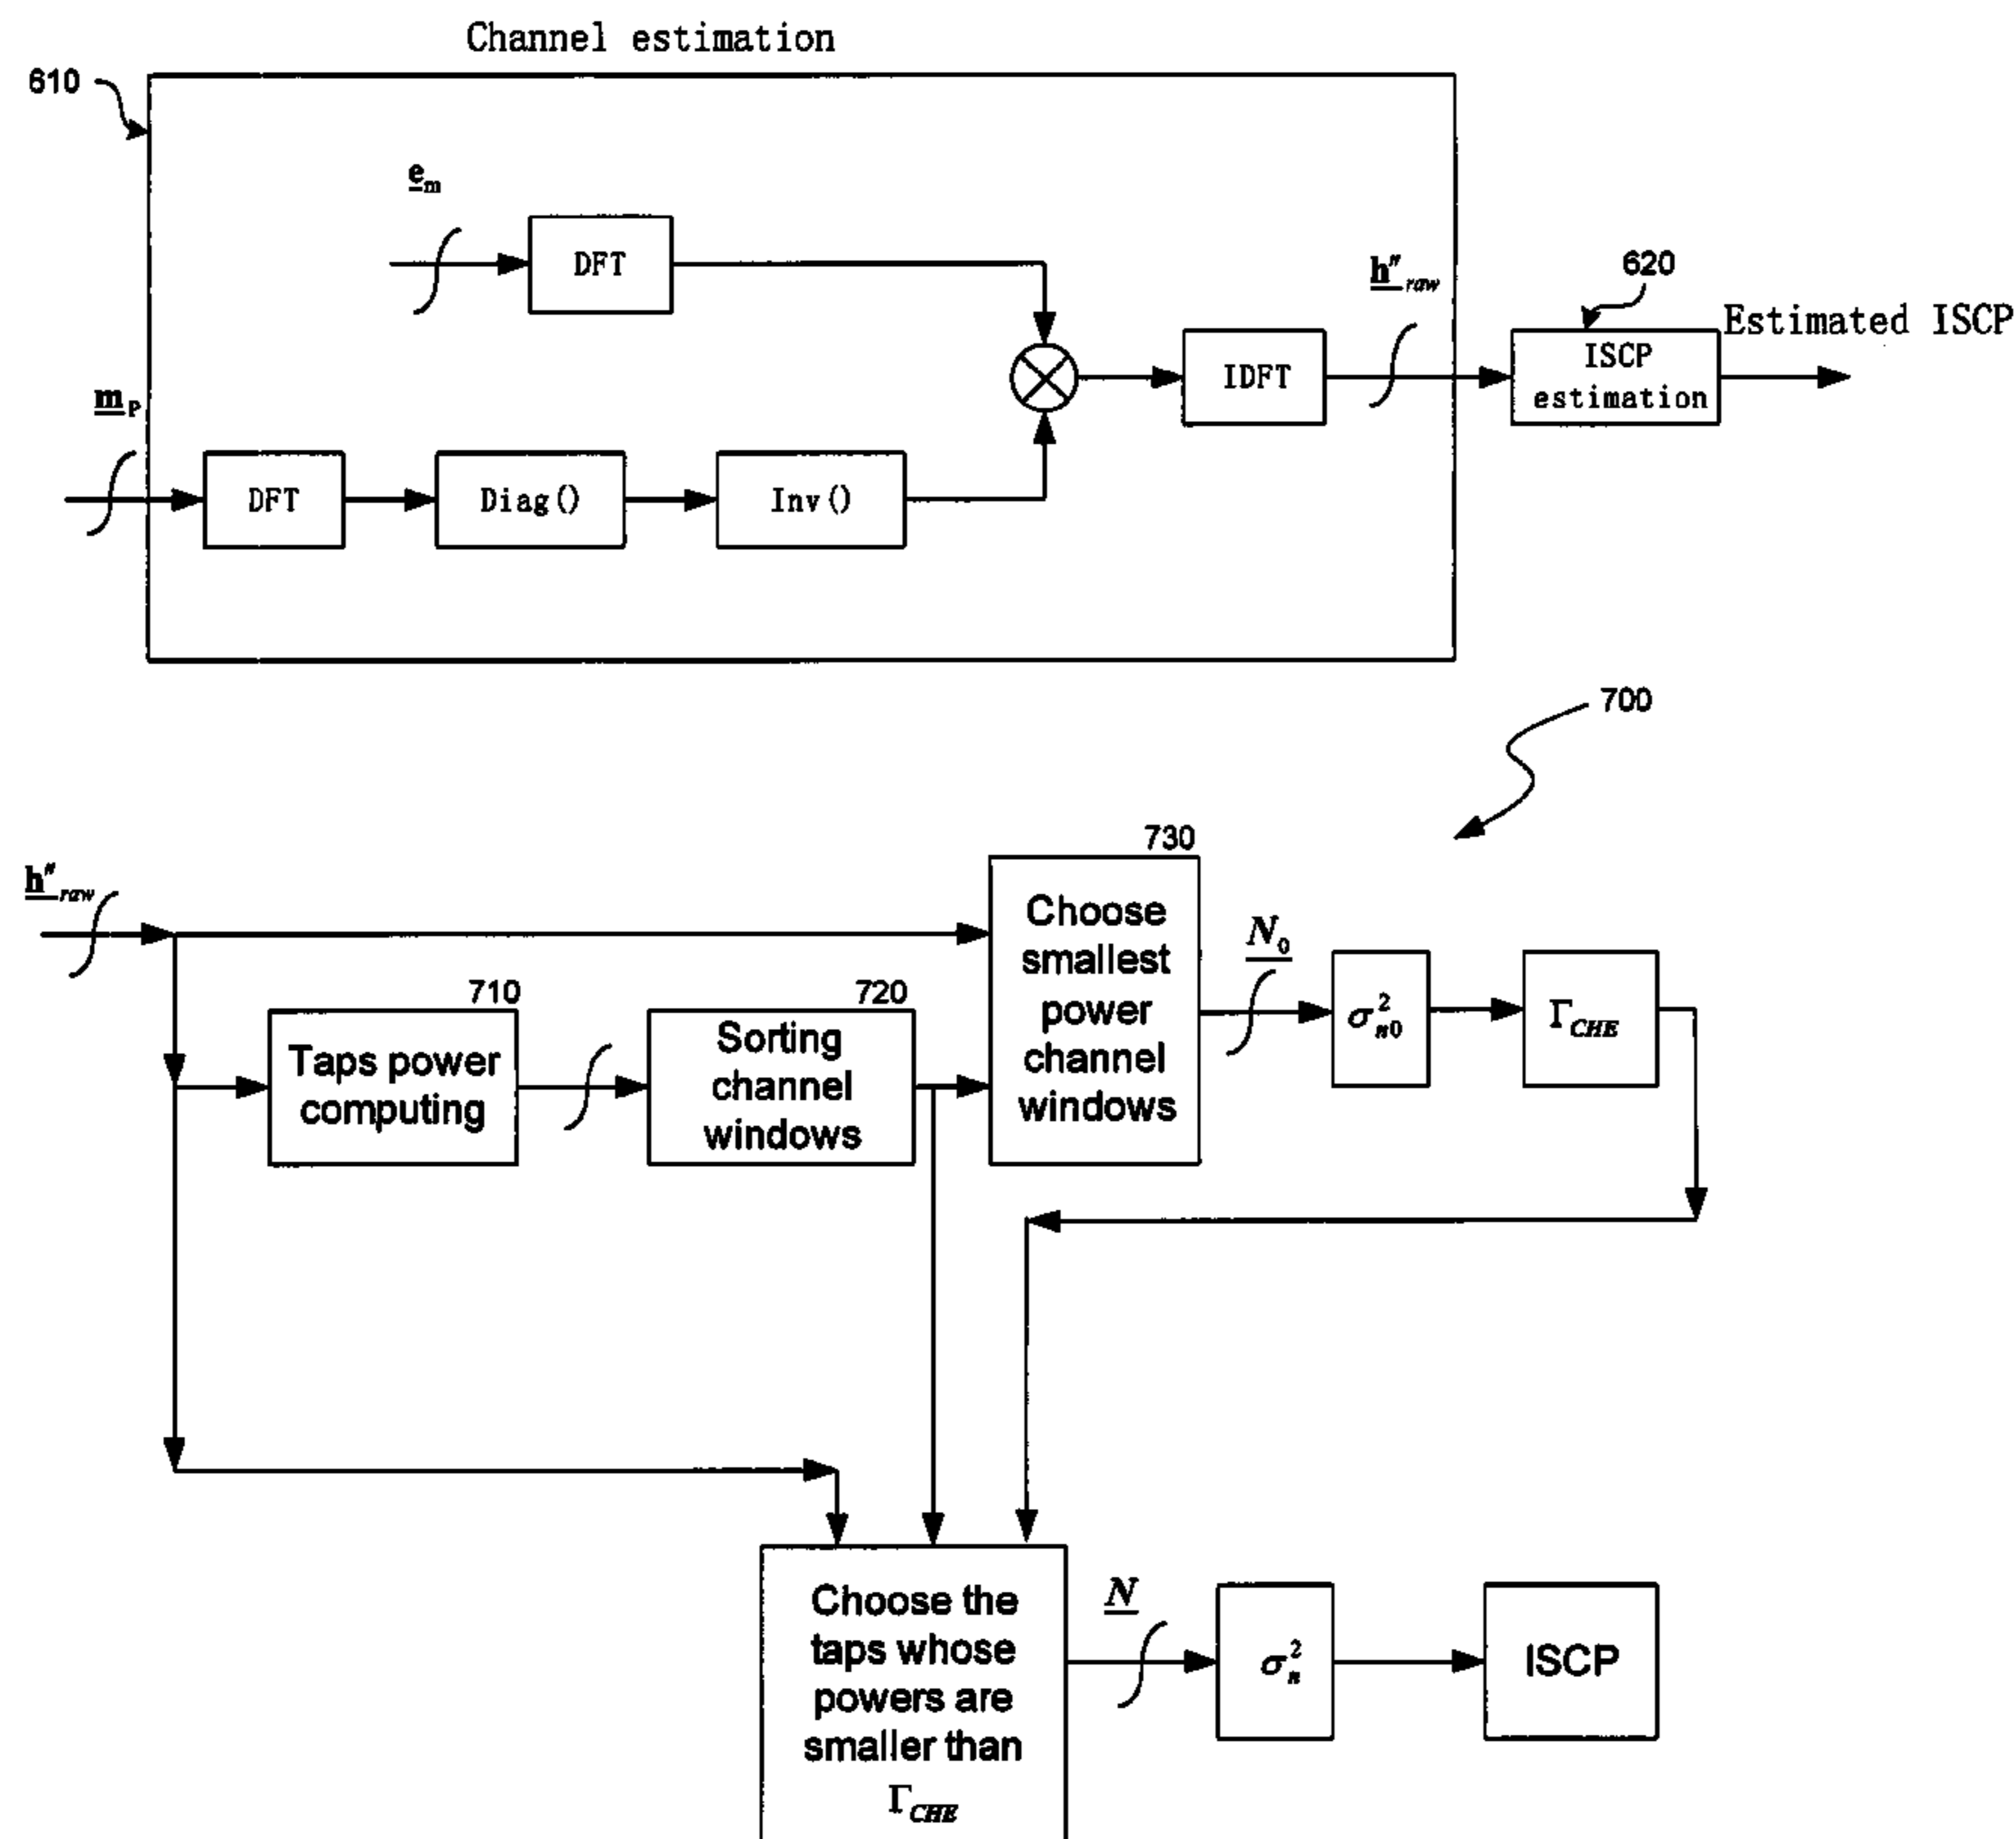 Channel estimation
610
e_m
DFT
h″_raw
620
Estimated ISCP
ISCP
estimation
IDFT
m_P
DFT
Diag()
Inv()
700
730
h″_raw
Choose
smallest
power
channel
windows
N_0
σ²_n0
Γ_CHE
710
720
Taps power
computing
Sorting
channel
windows
Choose the
taps whose
powers are
smaller than
Γ_CHE
N
σ²_n
ISCP